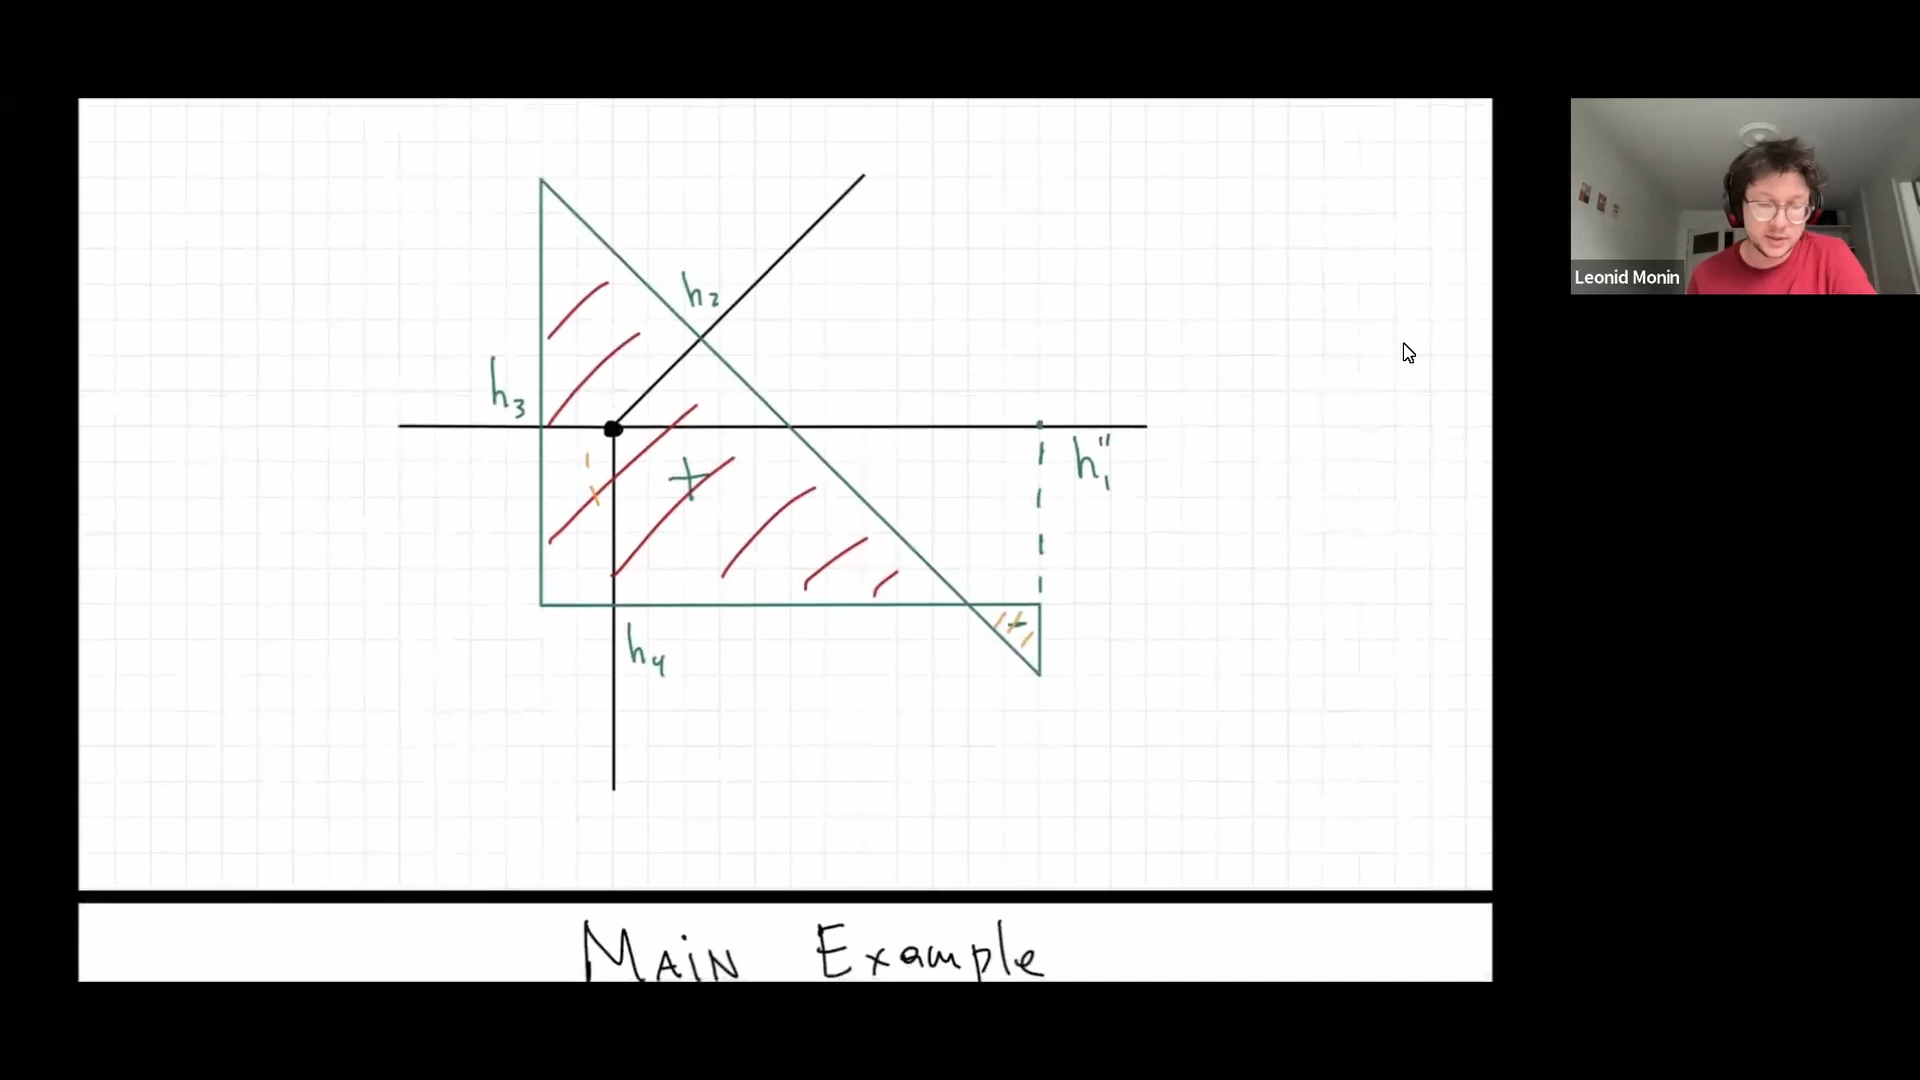 h₂
h₃
h₁"
+
+
h₄
Main Example
Leonid Monin